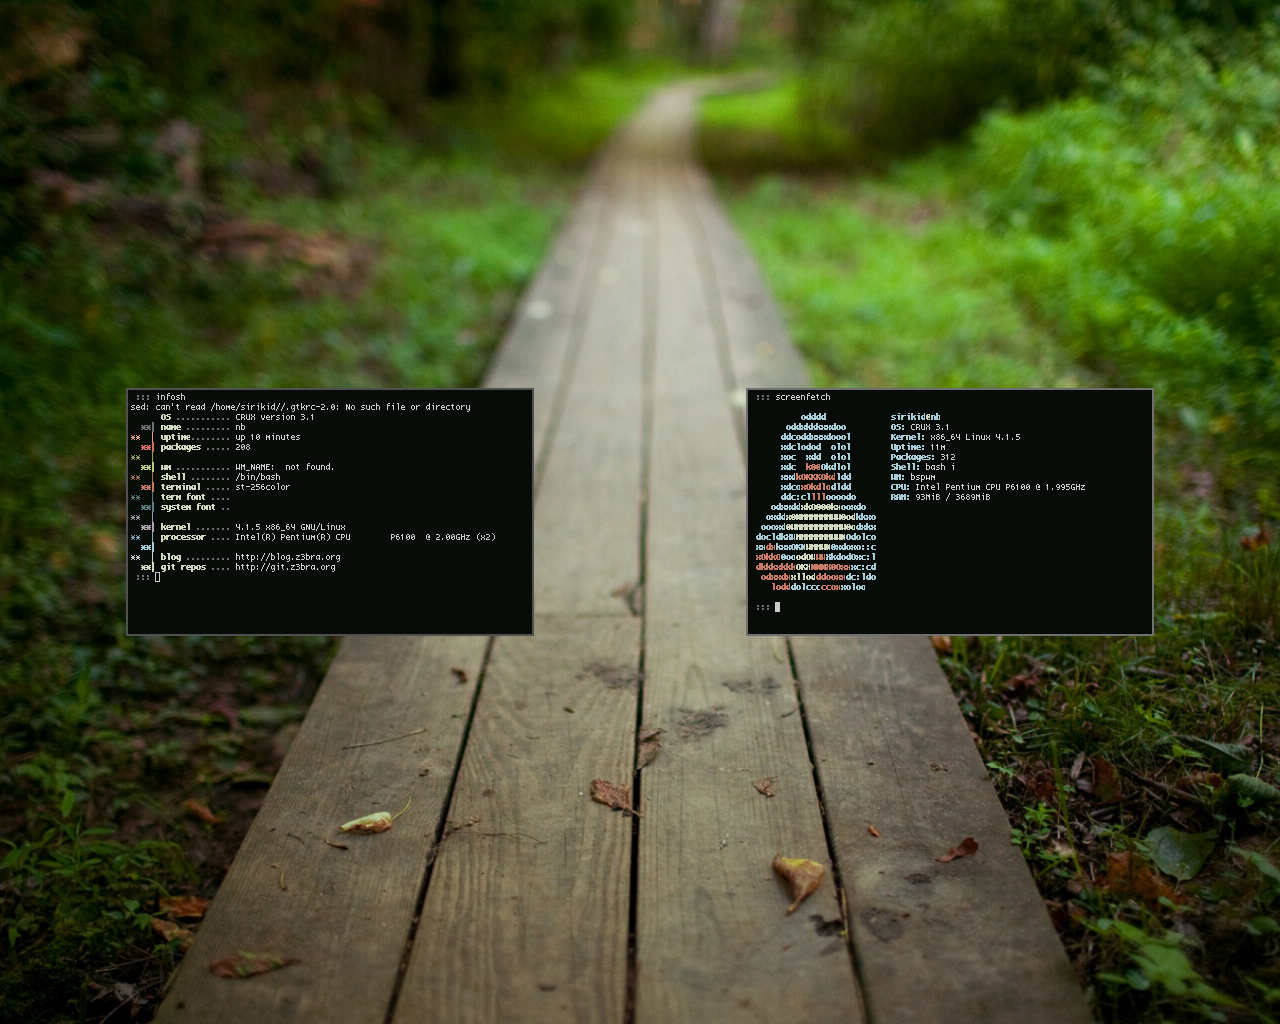 ::: infosh
sed: can't read /home/sirikid//.gtkrc-2.0: No such file or directory
OS ........... CRUX version 3.1
name ......... nb
uptime........ up 10 minutes
packages ..... 208
wm ........... WM_NAME:  not found.
shell ........ /bin/bash
terminal ..... st-256color
term font ....
system font ..
kernel ....... 4.1.5 x86_64 GNU/Linux
processor .... Intel(R) Pentium(R) CPU        P6100  @ 2.00GHz (x2)
blog ......... http://blog.z3bra.org
git repos .... http://git.z3bra.org
:::
::: screenfetch
sirikid@nb
OS: CRUX 3.1
Kernel: x86_64 Linux 4.1.5
Uptime: 11m
Packages: 312
Shell: bash i
WM: bspwm
CPU: Intel Pentium CPU P6100 @ 1.995GHz
RAM: 93MiB / 3689MiB
:::